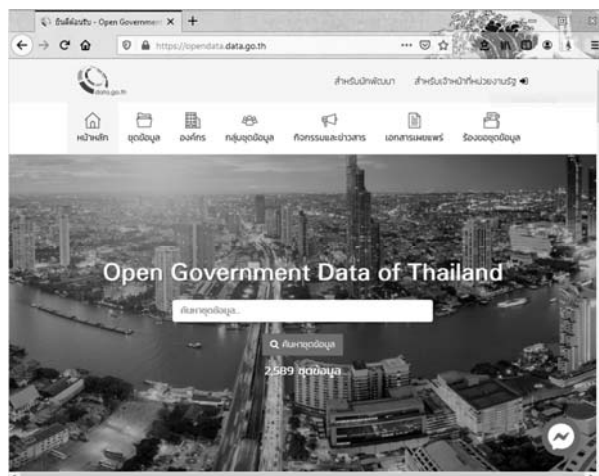 ยินดีต้อนรับ - Open Government
https://opendata.data.go.th
data.go.th
สำหรับนักพัฒนา สำหรับเจ้าหน้าที่หน่วยงานรัฐ
หน้าหลัก ชุดข้อมูล องค์กร กลุ่มชุดข้อมูล กิจกรรมและข่าวสาร เอกสารเผยแพร่ ร้องขอชุดข้อมูล
Open Government Data of Thailand
ค้นหาชุดข้อมูล...
ค้นหาชุดข้อมูล
2,589 ชุดข้อมูล